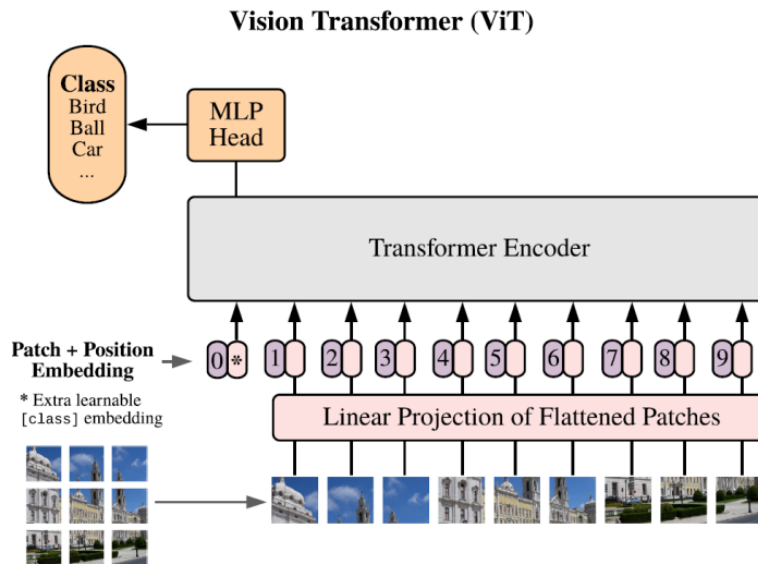 Vision Transformer (ViT)
Class
Bird
Ball
Car
...
MLP
Head
Transformer Encoder
Patch + Position
Embedding
0 * 1 2 3 4 5 6 7 8 9
* Extra learnable
[class] embedding
Linear Projection of Flattened Patches